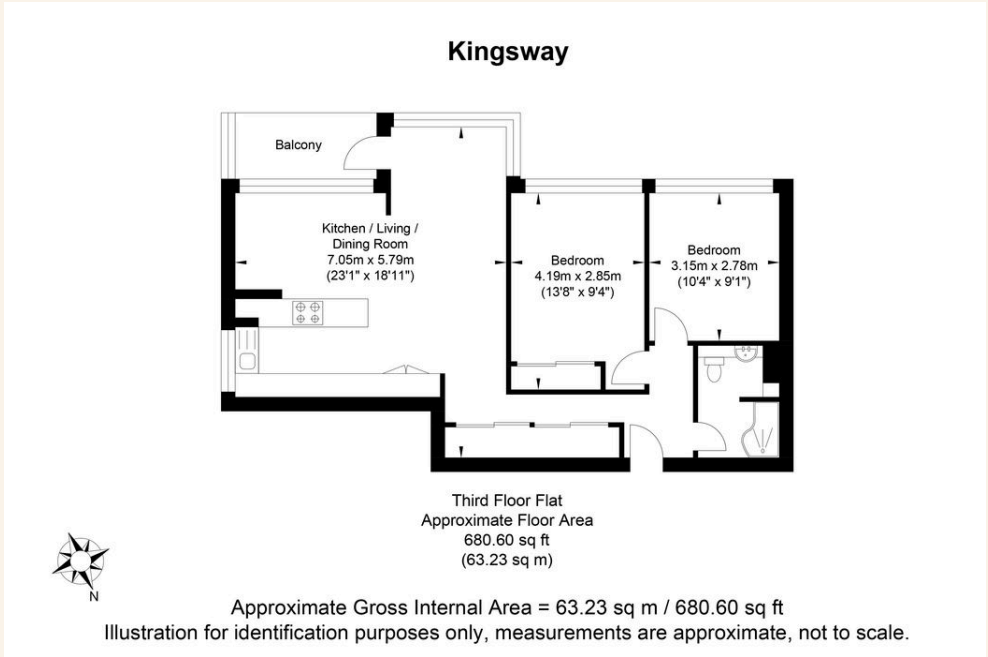 Kingsway
Balcony
Kitchen / Living /
Dining Room
7.05m x 5.79m
(23'1" x 18'11")
Bedroom
4.19m x 2.85m
(13'8" x 9'4")
Bedroom
3.15m x 2.78m
(10'4" x 9'1")
Third Floor Flat
Approximate Floor Area
680.60 sq ft
(63.23 sq m)
N
Approximate Gross Internal Area = 63.23 sq m / 680.60 sq ft
Illustration for identification purposes only, measurements are approximate, not to scale.